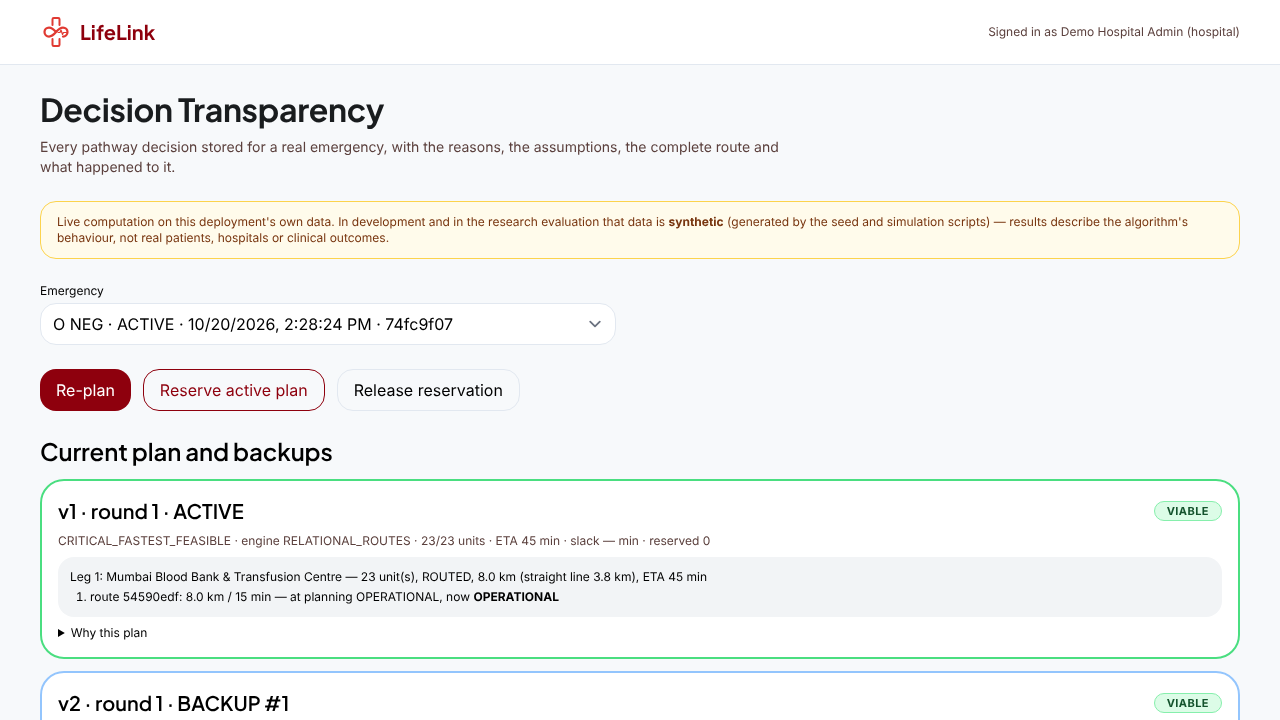 LifeLink
Signed in as Demo Hospital Admin (hospital)
Decision Transparency
Every pathway decision stored for a real emergency, with the reasons, the assumptions, the complete route and
what happened to it.
Live computation on this deployment's own data. In development and in the research evaluation that data is synthetic (generated by the seed and simulation scripts) — results describe the algorithm's
behaviour, not real patients, hospitals or clinical outcomes.
Emergency
O NEG · ACTIVE · 10/20/2026, 2:28:24 PM · 74fc9f07
Re-plan
Reserve active plan
Release reservation
Current plan and backups
v1 · round 1 · ACTIVE
VIABLE
CRITICAL_FASTEST_FEASIBLE · engine RELATIONAL_ROUTES · 23/23 units · ETA 45 min · slack — min · reserved 0
Leg 1: Mumbai Blood Bank & Transfusion Centre — 23 unit(s), ROUTED, 8.0 km (straight line 3.8 km), ETA 45 min
1. route 54590edf: 8.0 km / 15 min — at planning OPERATIONAL, now OPERATIONAL
Why this plan
v2 · round 1 · BACKUP #1
VIABLE